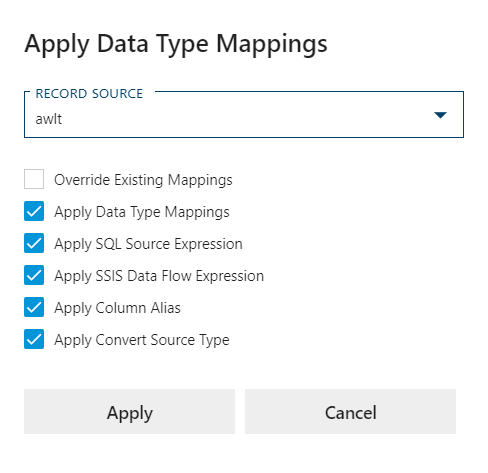 Apply Data Type Mappings
RECORD SOURCE
awlt
Override Existing Mappings
Apply Data Type Mappings
Apply SQL Source Expression
Apply SSIS Data Flow Expression
Apply Column Alias
Apply Convert Source Type
Apply
Cancel